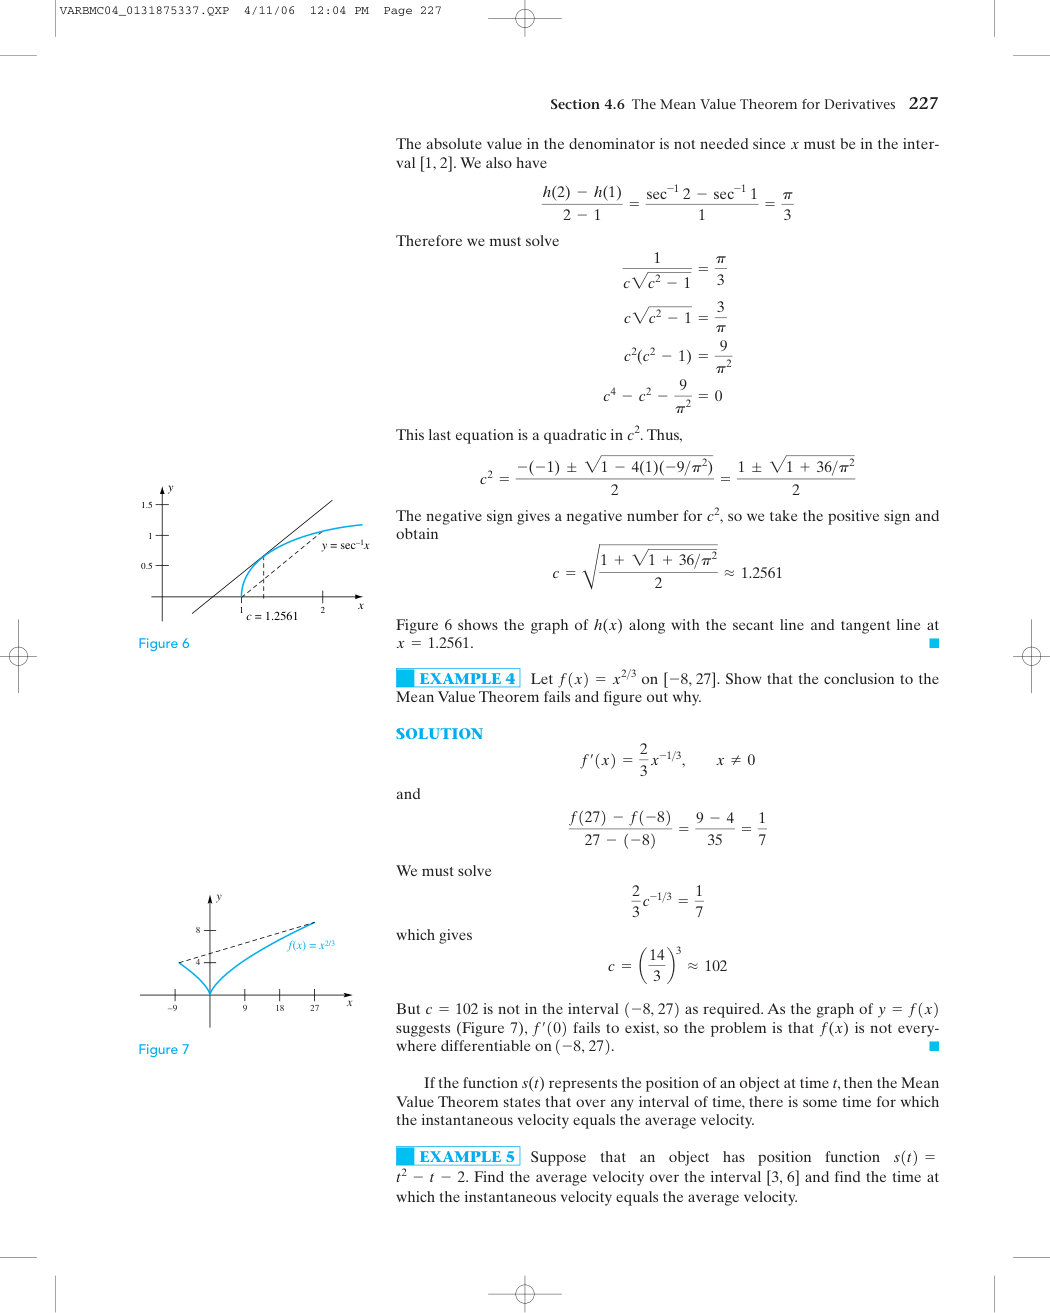 VARBMC04_0131875337.QXP 4/11/06 12:04 PM Page 227
Section 4.6 The Mean Value Theorem for Derivatives 227
The absolute value in the denominator is not needed since x must be in the inter-
val [1, 2]. We also have
h(2) − h(1) / 2 − 1 = sec⁻¹ 2 − sec⁻¹ 1 / 1 = π / 3
Therefore we must solve
1 / c√(c² − 1) = π / 3
c√(c² − 1) = 3 / π
c²(c² − 1) = 9 / π²
c⁴ − c² − 9 / π² = 0
This last equation is a quadratic in c². Thus,
c² = −(−1) ± √(1 − 4(1)(−9/π²)) / 2 = 1 ± √(1 + 36/π²) / 2
The negative sign gives a negative number for c², so we take the positive sign and
obtain
c = √((1 + √(1 + 36/π²)) / 2) ≈ 1.2561
Figure 6 shows the graph of h(x) along with the secant line and tangent line at
x = 1.2561.
y
1.5
1
0.5
y = sec⁻¹x
1
2
x
c = 1.2561
Figure 6
EXAMPLE 4 Let f(x) = x²/³ on [−8, 27]. Show that the conclusion to the
Mean Value Theorem fails and figure out why.
SOLUTION
f′(x) = 2 / 3 x⁻¹/³, x ≠ 0
and
f(27) − f(−8) / 27 − (−8) = 9 − 4 / 35 = 1 / 7
We must solve
2 / 3 c⁻¹/³ = 1 / 7
which gives
c = (14 / 3)³ ≈ 102
But c = 102 is not in the interval (−8, 27) as required. As the graph of y = f(x)
suggests (Figure 7), f′(0) fails to exist, so the problem is that f(x) is not every-
where differentiable on (−8, 27).
y
8
f(x) = x²/³
4
−9
9
18
27
x
Figure 7
If the function s(t) represents the position of an object at time t, then the Mean
Value Theorem states that over any interval of time, there is some time for which
the instantaneous velocity equals the average velocity.
EXAMPLE 5 Suppose that an object has position function s(t) =
t² − t − 2. Find the average velocity over the interval [3, 6] and find the time at
which the instantaneous velocity equals the average velocity.